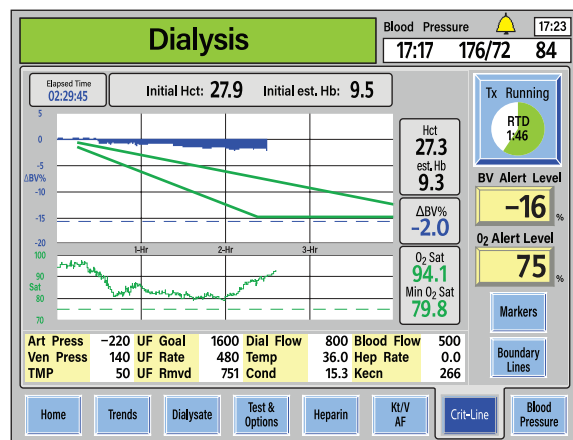 Dialysis
Blood Pressure 17:23
17:17 176/72 84
Elapsed Time
02:29:45
Initial Hct: 27.9 Initial est. Hb: 9.5
Tx Running
RTD
1:46
5
0
-5
ΔBV%
-10
-15
-20
1-Hr 2-Hr 3-Hr
100
90
Sat
80
70
Hct
27.3
est. Hb
9.3
ΔBV%
-2.0
O2 Sat
94.1
Min O2 Sat
79.8
BV Alert Level
-16 %
O2 Alert Level
75 %
Markers
Boundary
Lines
Art Press -220 UF Goal 1600 Dial Flow 800 Blood Flow 500
Ven Press 140 UF Rate 480 Temp 36.0 Hep Rate 0.0
TMP 50 UF Rmvd 751 Cond 15.3 Kecn 266
Home
Trends
Dialysate
Test &
Options
Heparin
Kt/V
AF
Crit-Line
Blood
Pressure